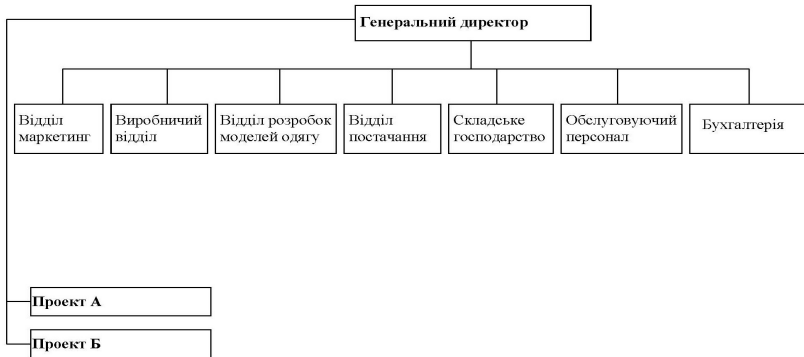 Генеральний директор
Відділ
маркетинг
Виробничий
відділ
Відділ розробок
моделей одягу
Відділ
постачання
Складське
господарство
Обслуговуючий
персонал
Бухгалтерія
Проект А
Проект Б